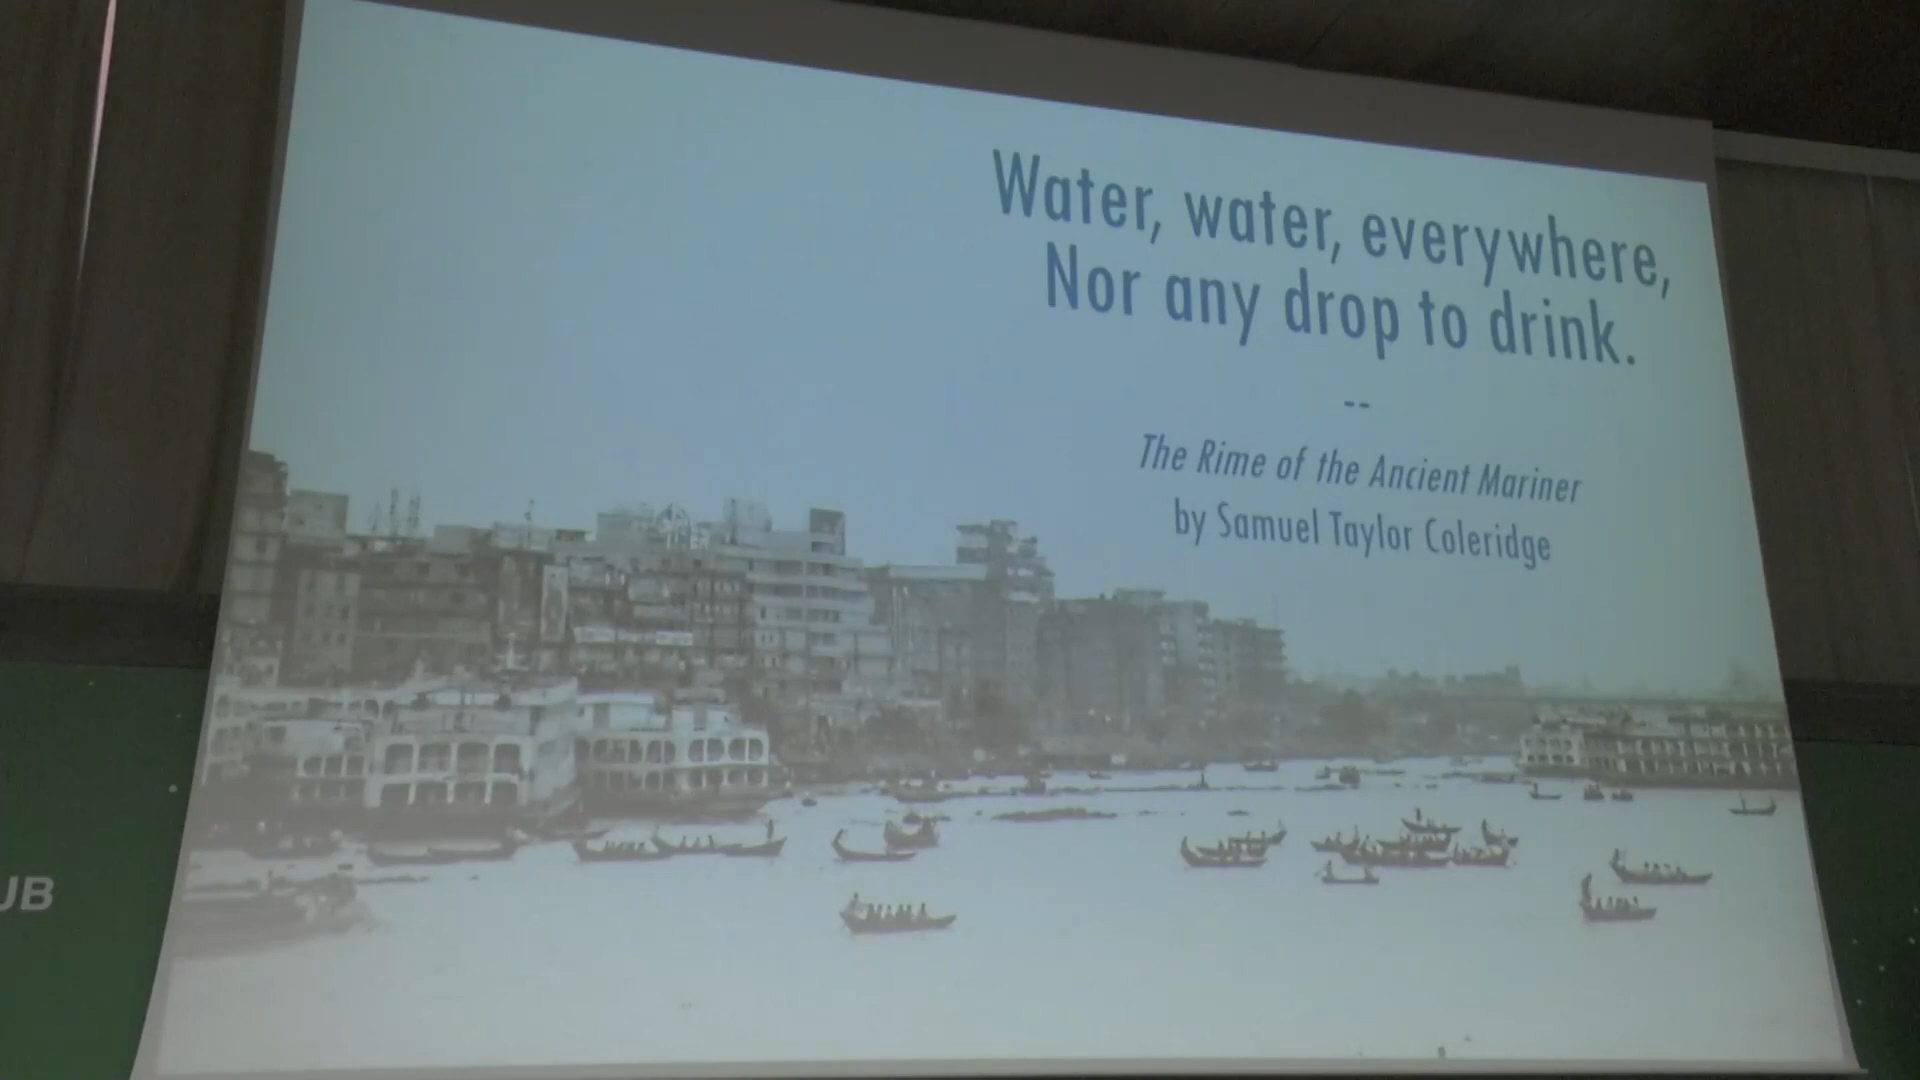 Water, water, everywhere,
Nor any drop to drink.
--
The Rime of the Ancient Mariner
by Samuel Taylor Coleridge
UB